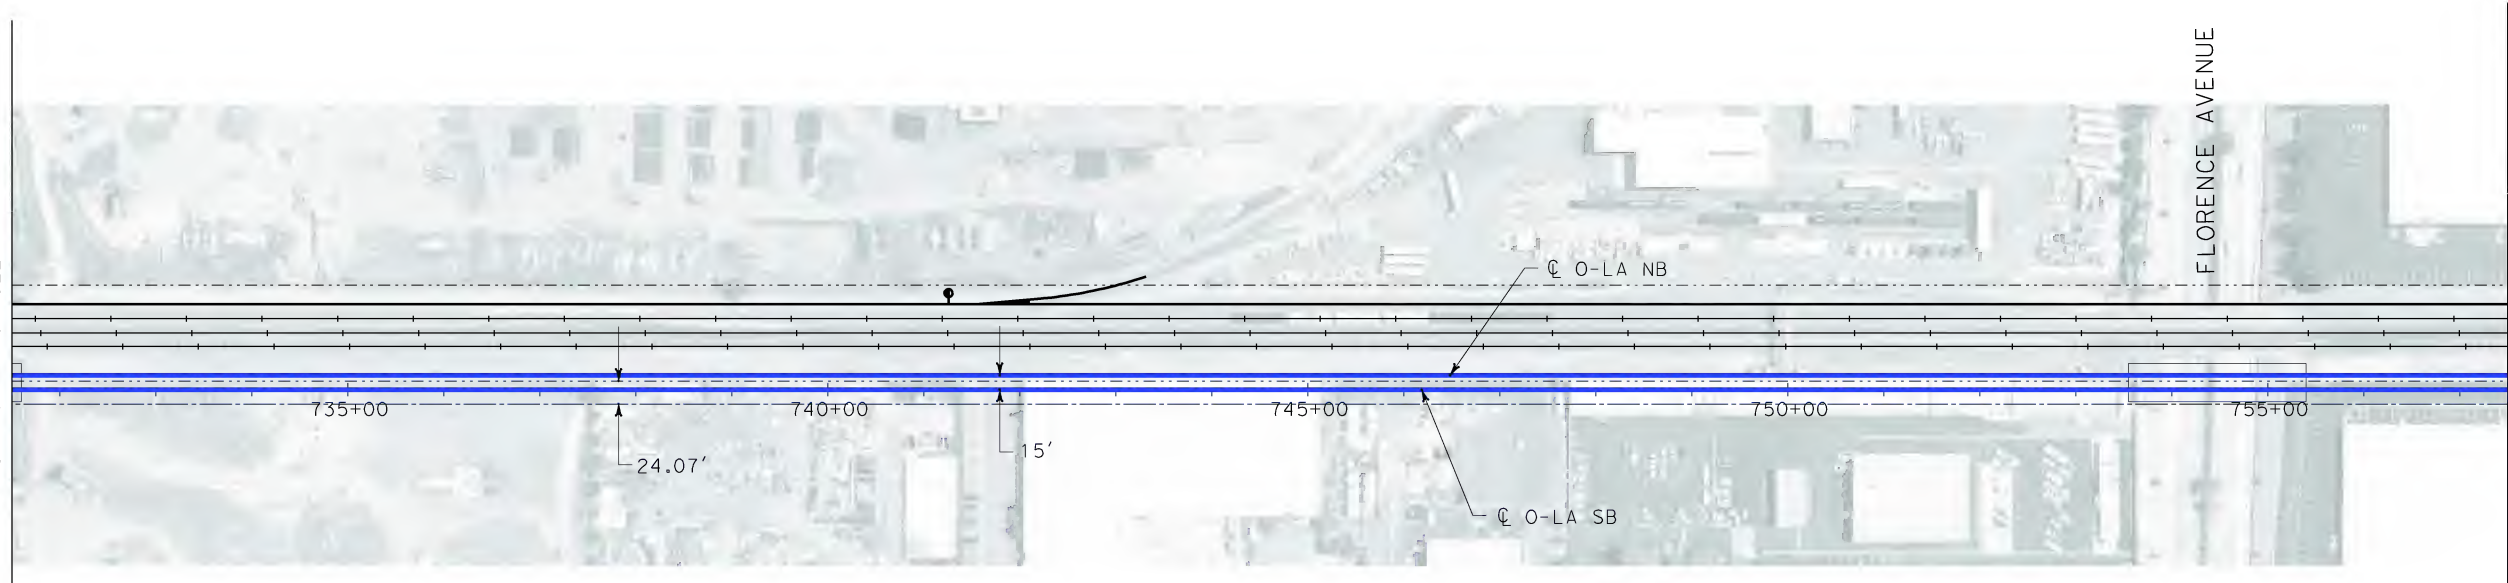 FLORENCE AVENUE
℄ O-LA NB
735+00
740+00
745+00
750+00
755+00
24.07'
15'
℄ O-LA SB